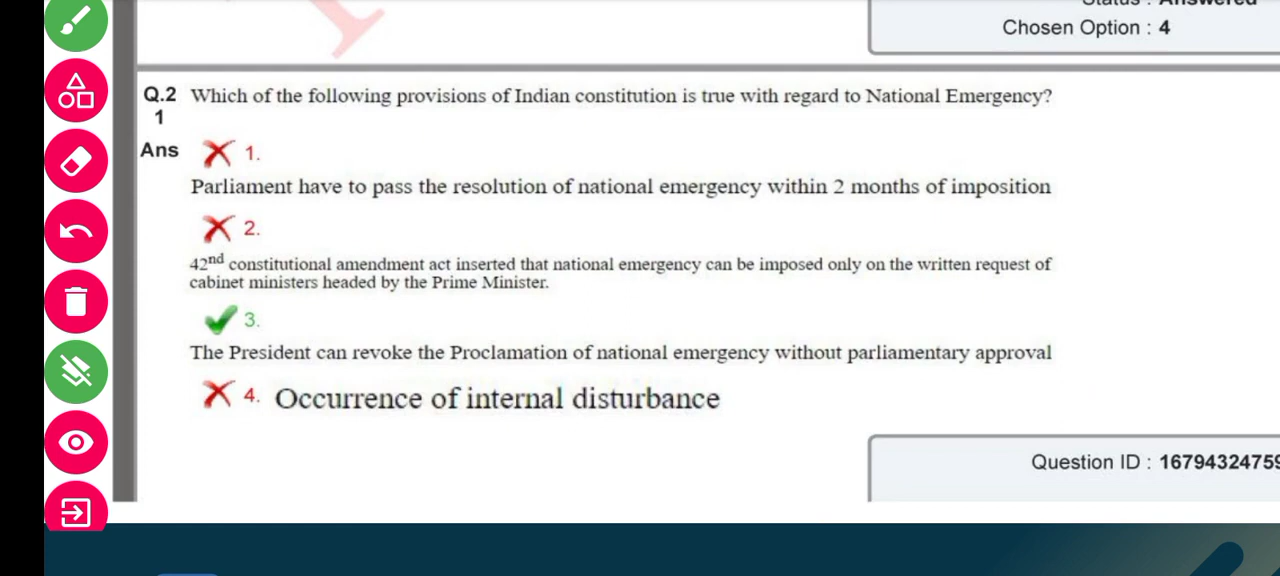 Answered
Chosen Option : 4
Q.2 Which of the following provisions of Indian constitution is true with regard to National Emergency?
1
Ans 1.
Parliament have to pass the resolution of national emergency within 2 months of imposition
2.
42nd constitutional amendment act inserted that national emergency can be imposed only on the written request of
cabinet ministers headed by the Prime Minister.
3.
The President can revoke the Proclamation of national emergency without parliamentary approval
4. Occurrence of internal disturbance
Question ID : 1679432475